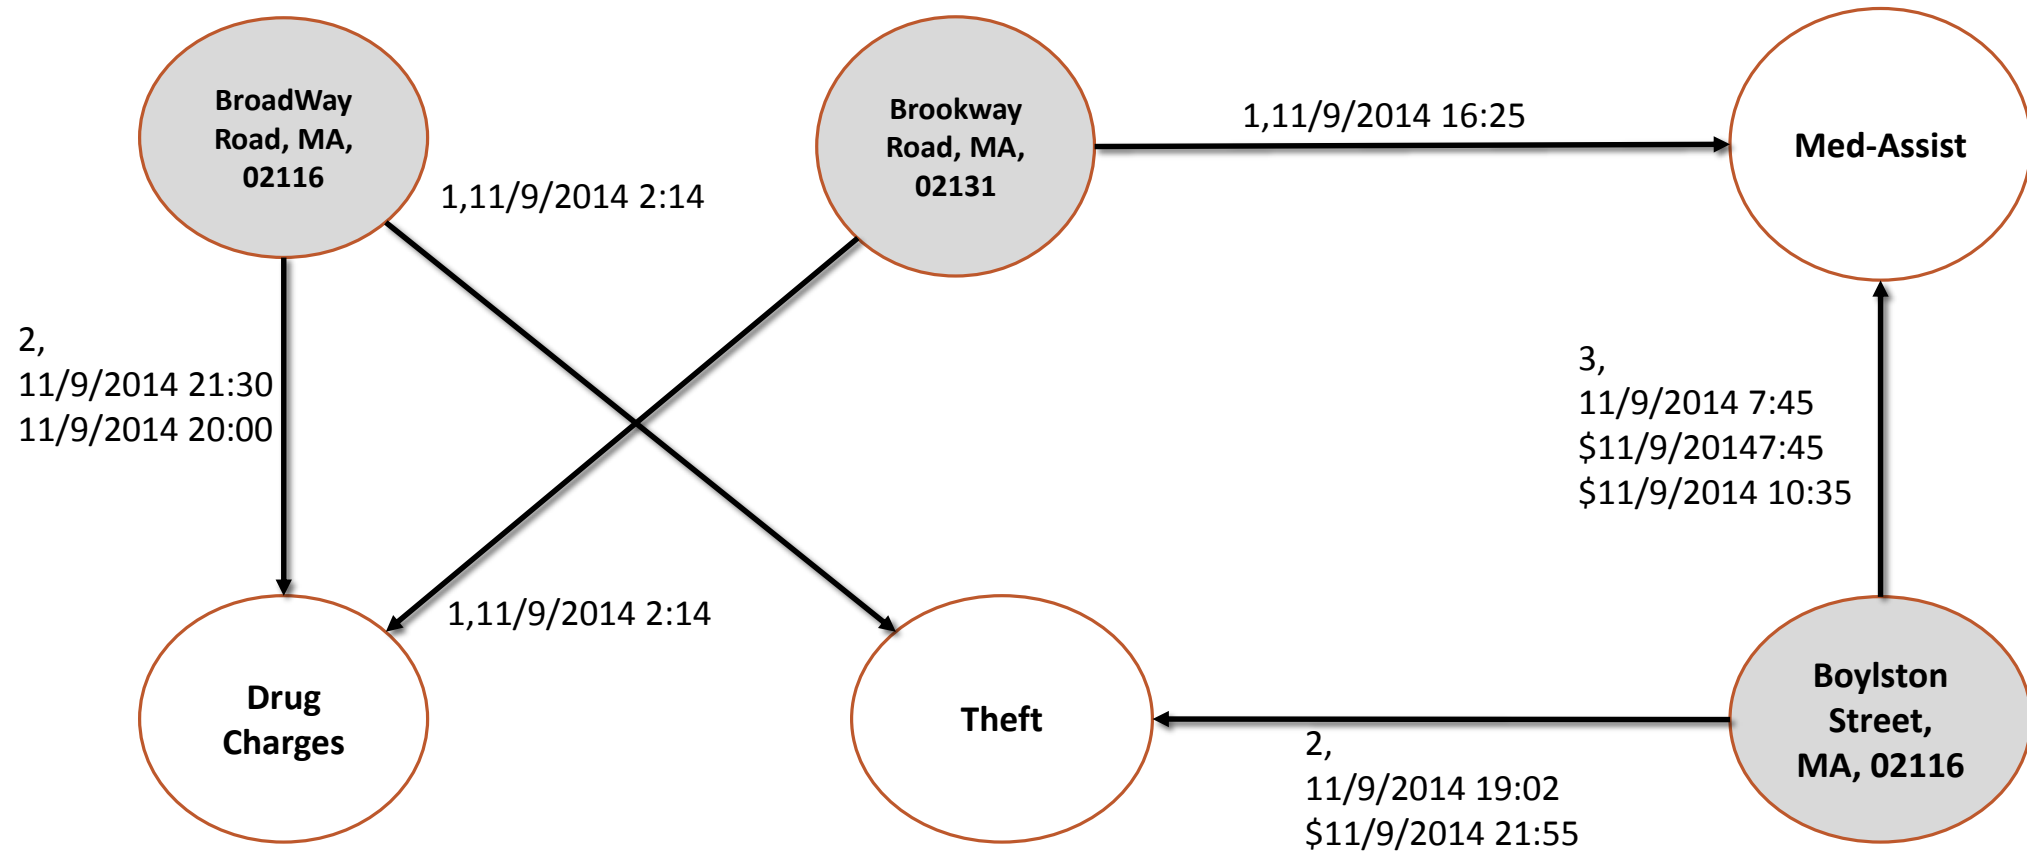 BroadWay
Road, MA,
02116
Brookway
Road, MA,
02131
1,11/9/2014 16:25
Med-Assist
1,11/9/2014 2:14
2,
11/9/2014 21:30
11/9/2014 20:00
3,
11/9/2014 7:45
$11/9/20147:45
$11/9/2014 10:35
1,11/9/2014 2:14
Drug
Charges
Theft
2,
11/9/2014 19:02
$11/9/2014 21:55
Boylston
Street,
MA, 02116